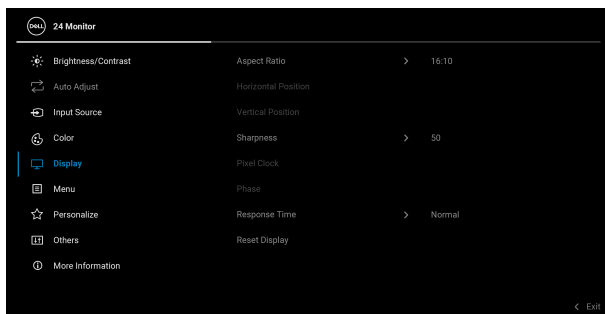 DELL 24 Monitor
Brightness/Contrast Aspect Ratio > 16:10
Auto Adjust Horizontal Position
Input Source Vertical Position
Color Sharpness > 50
Display Pixel Clock
Menu Phase
Personalize Response Time > Normal
Others Reset Display
More Information
< Exit